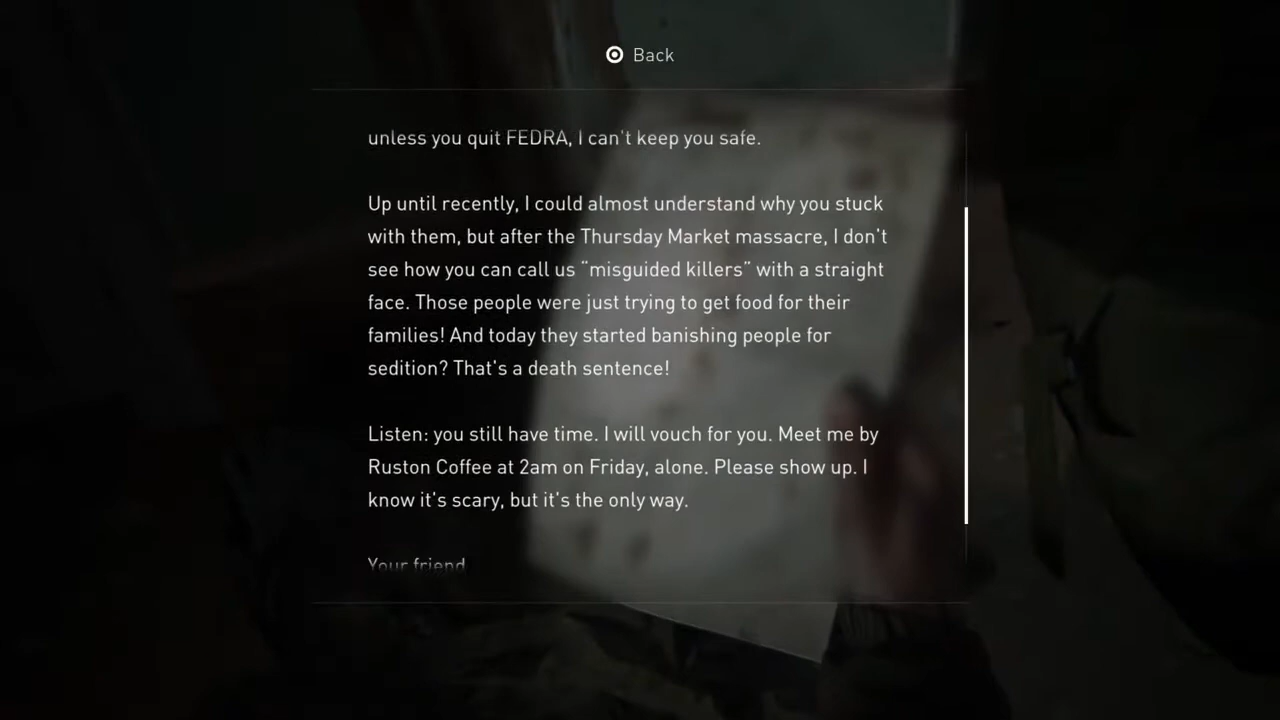 Back
unless you quit FEDRA, I can't keep you safe.
Up until recently, I could almost understand why you stuck
with them, but after the Thursday Market massacre, I don't
see how you can call us "misguided killers" with a straight
face. Those people were just trying to get food for their
families! And today they started banishing people for
sedition? That's a death sentence!
Listen: you still have time. I will vouch for you. Meet me by
Ruston Coffee at 2am on Friday, alone. Please show up. I
know it's scary, but it's the only way.
Your friend